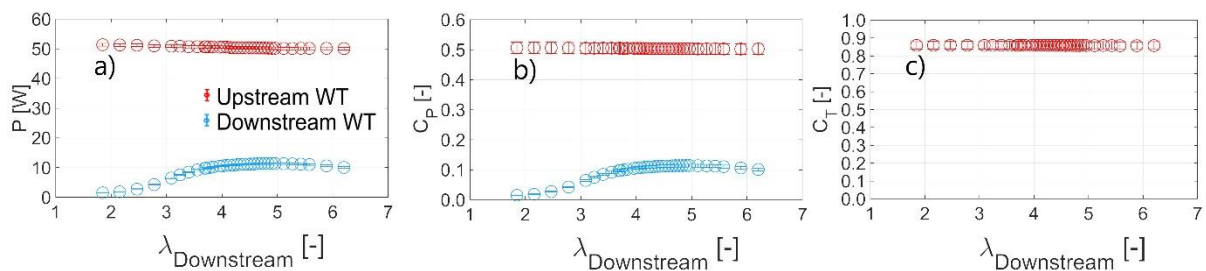 60
50
40
30
20
10
0
P [W]
a)
Upstream WT
Downstream WT
1 2 3 4 5 6 7
λDownstream [-]
0.6
0.5
0.4
0.3
0.2
0.1
0.0
CP [-]
b)
1 2 3 4 5 6 7
λDownstream [-]
1.0
0.9
0.8
0.7
0.6
0.5
0.4
0.3
0.2
0.1
0.0
CT [-]
c)
1 2 3 4 5 6 7
λDownstream [-]